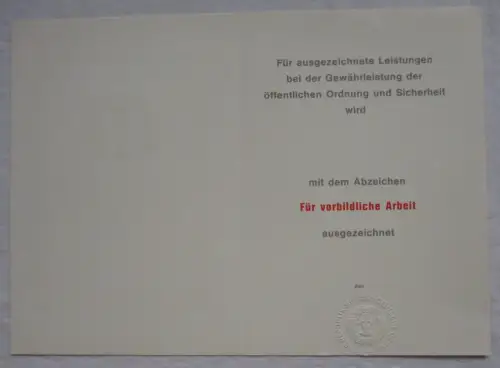 Für ausgezeichnete Leistungen
bei der Gewährleistung der
öffentlichen Ordnung und Sicherheit
wird
mit dem Abzeichen
Für vorbildliche Arbeit
ausgezeichnet